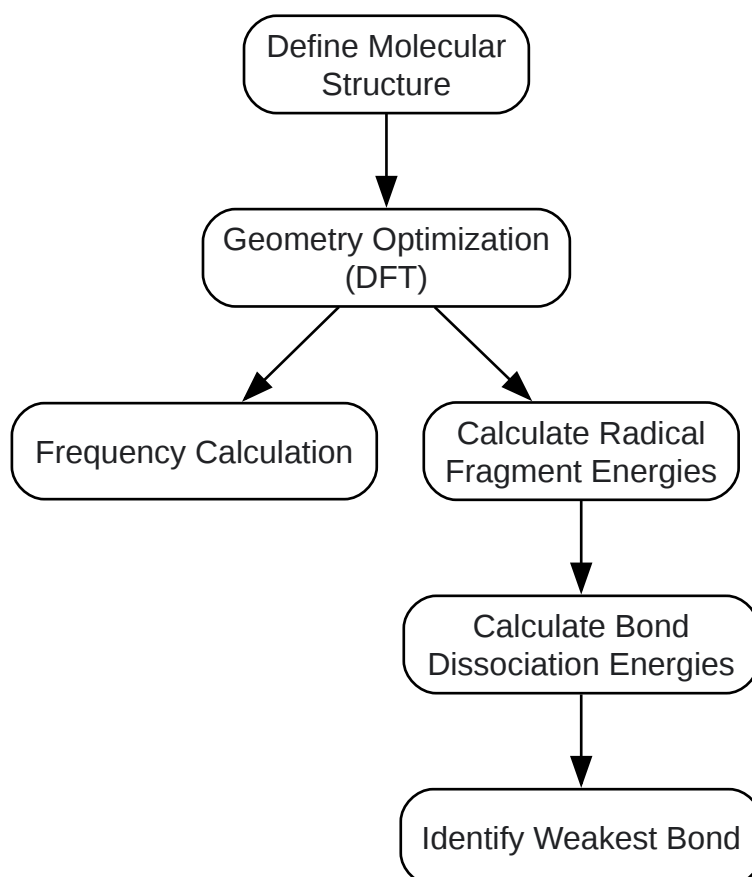 Define Molecular
Structure
Geometry Optimization
(DFT)
Frequency Calculation
Calculate Radical
Fragment Energies
Calculate Bond
Dissociation Energies
Identify Weakest Bond